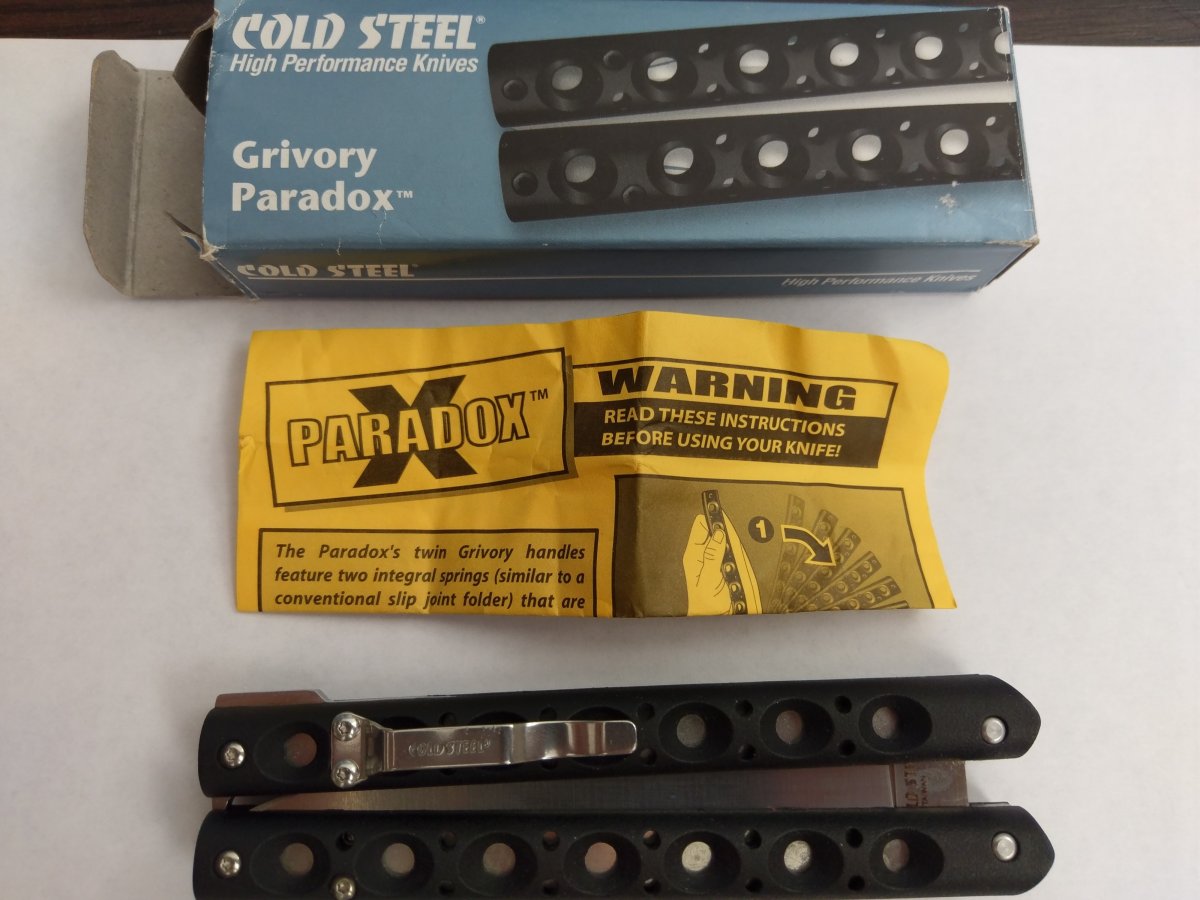 COLD STEEL®
High Performance Knives
Grivory
Paradox™
COLD STEEL®
High Performance Knives
PARADOX™
X
WARNING
READ THESE INSTRUCTIONS
BEFORE USING YOUR KNIFE!
1
The Paradox's twin Grivory handles
feature two integral springs (similar to a
conventional slip joint folder) that are
COLD STEEL®